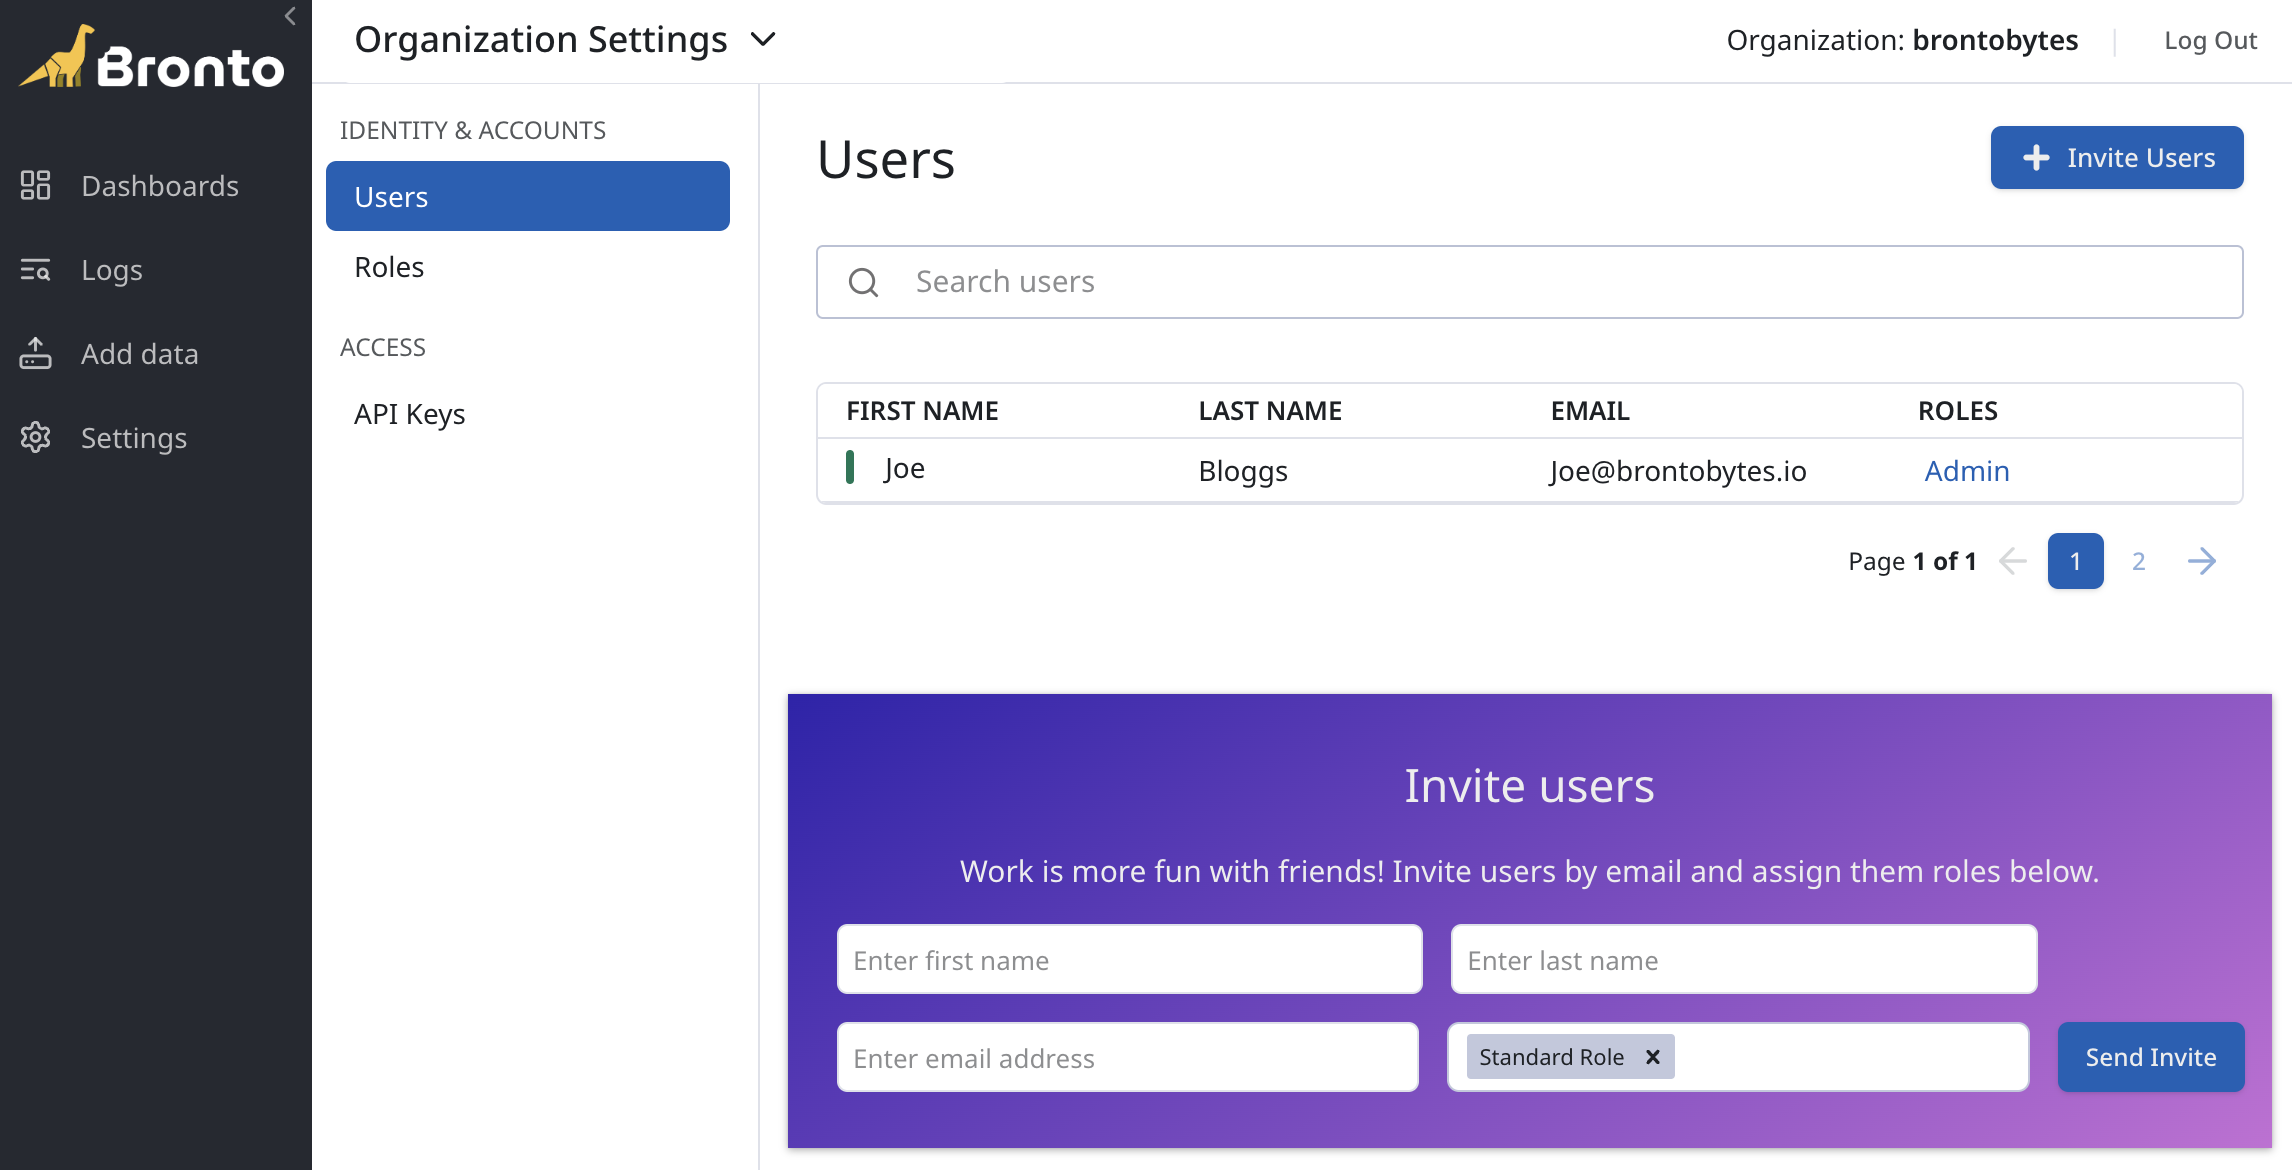 Bronto
Dashboards
Logs
Add data
Settings
Organization Settings
Organization: brontobytes
Log Out
IDENTITY & ACCOUNTS
Users
Roles
ACCESS
API Keys
Users
Invite Users
Search users
FIRST NAME LAST NAME EMAIL ROLES
Joe Bloggs Joe@brontobytes.io Admin
Page 1 of 1 1 2
Invite users
Work is more fun with friends! Invite users by email and assign them roles below.
Enter first name Enter last name
Enter email address Standard Role Send Invite